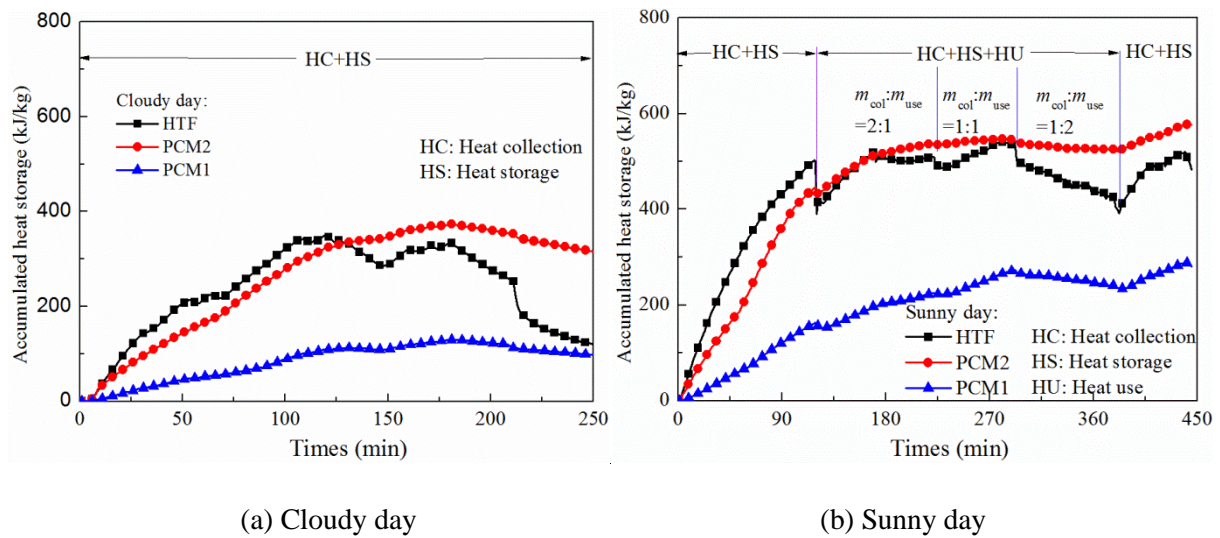 800
600
400
200
0
Accumulated heat storage (kJ/kg)
HC+HS
Cloudy day:
HTF
PCM2
PCM1
HC: Heat collection
HS: Heat storage
0 50 100 150 200 250
Times (min)
(a) Cloudy day
800
600
400
200
0
Accumulated heat storage (kJ/kg)
HC+HS HC+HS+HU HC+HS
m_col:m_use m_col:m_use m_col:m_use
=2:1 =1:1 =1:2
Sunny day:
HTF HC: Heat collection
PCM2 HS: Heat storage
PCM1 HU: Heat use
0 90 180 270 360 450
Times (min)
(b) Sunny day